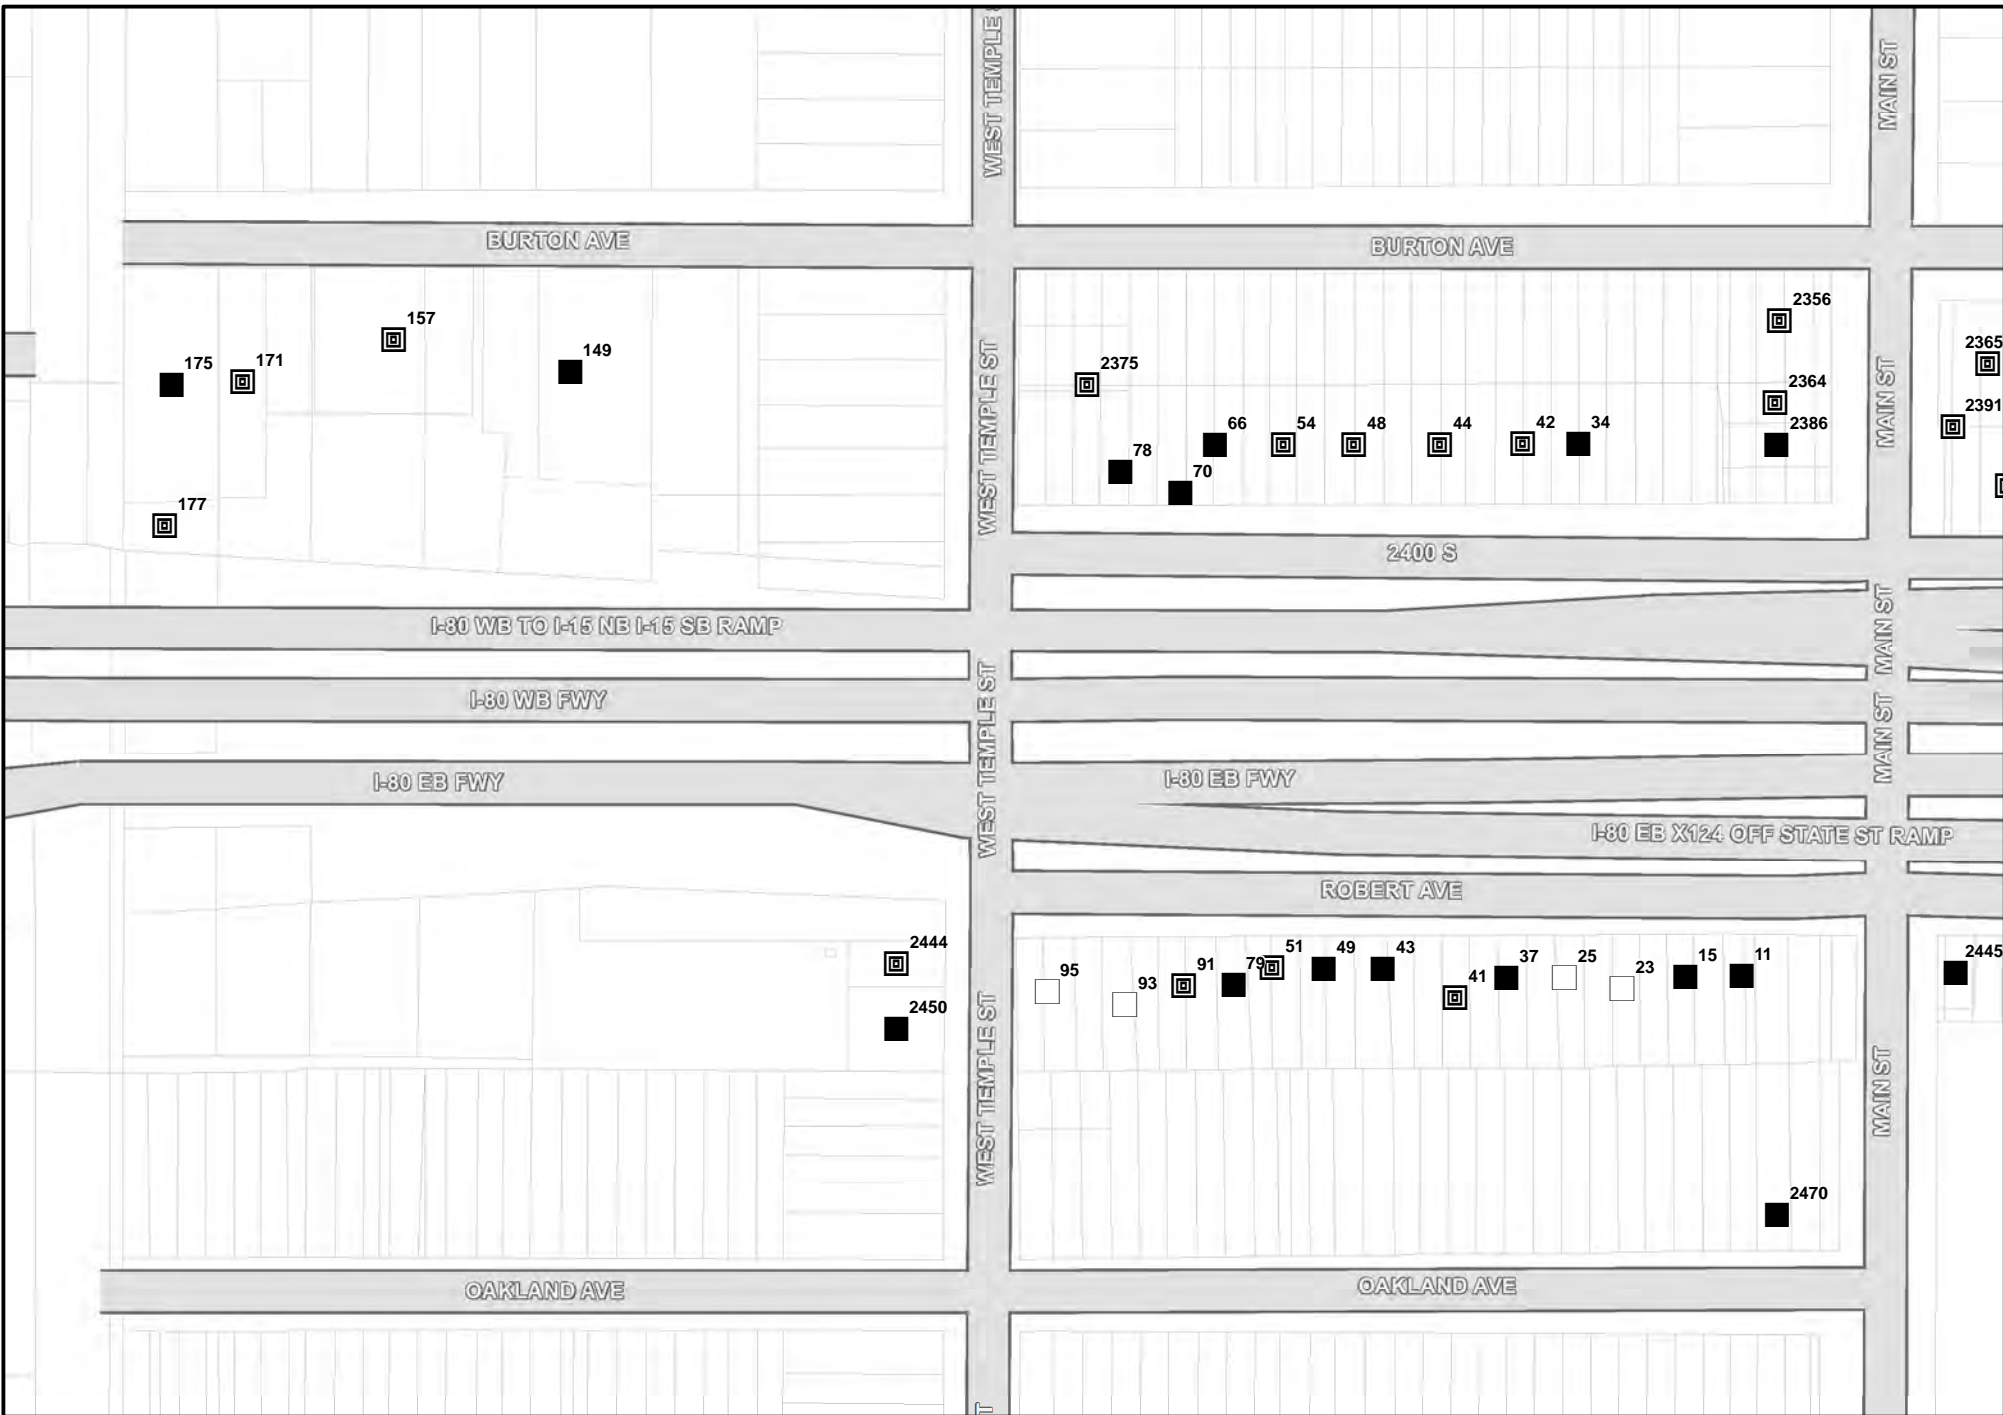 WEST TEMPLE
MAIN ST
BURTON AVE
BURTON AVE
2356
157
2365
149
175
171
2375
2364
WEST TEMPLE ST
MAIN ST
2391
66
54
48
44
42
34
2386
78
70
177
2400 S
I-80 WB TO I-15 NB I-15 SB RAMP
MAIN ST
I-80 WB FWY
WEST TEMPLE ST
MAIN ST
I-80 EB FWY
I-80 EB FWY
I-80 EB X124 OFF STATE ST RAMP
ROBERT AVE
2444
95
93
91
79
51
49
43
41
37
25
23
15
11
2445
2450
WEST TEMPLE ST
MAIN ST
2470
OAKLAND AVE
OAKLAND AVE